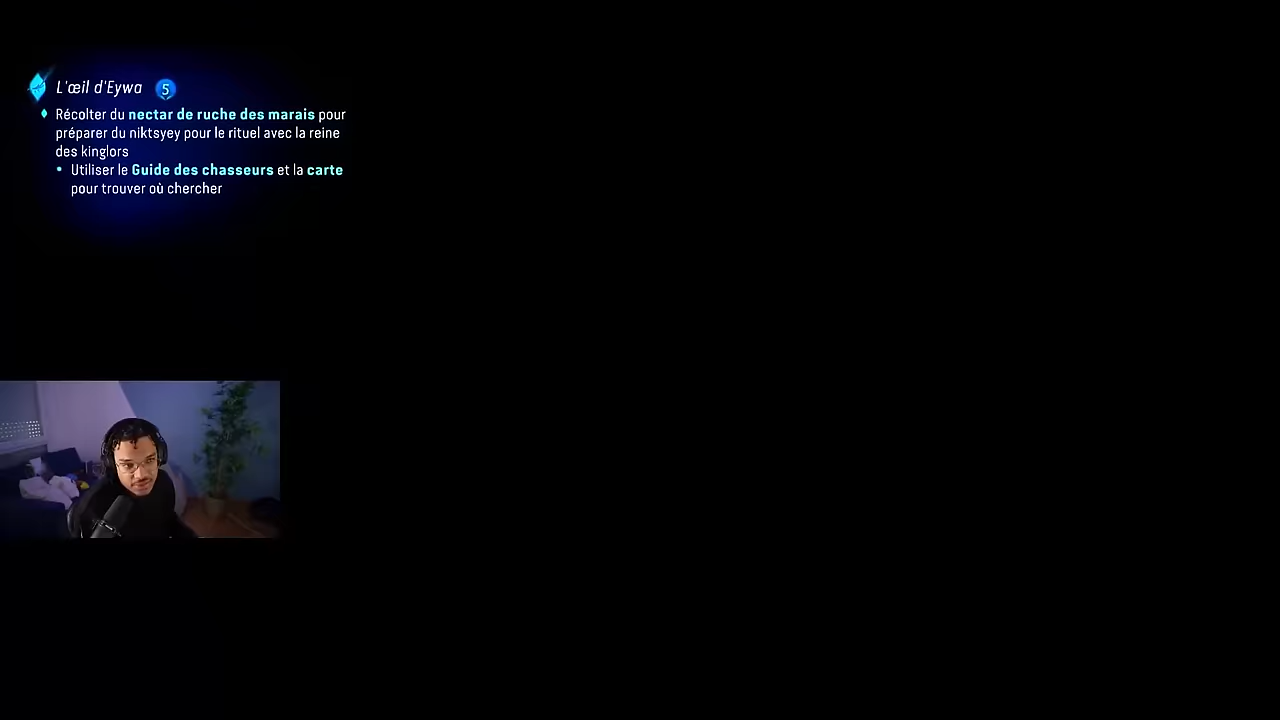 L'œil d'Eywa 5
Récolter du nectar de ruche des marais pour
préparer du niktsyey pour le rituel avec la reine
des kinglors
Utiliser le Guide des chasseurs et la carte
pour trouver où chercher